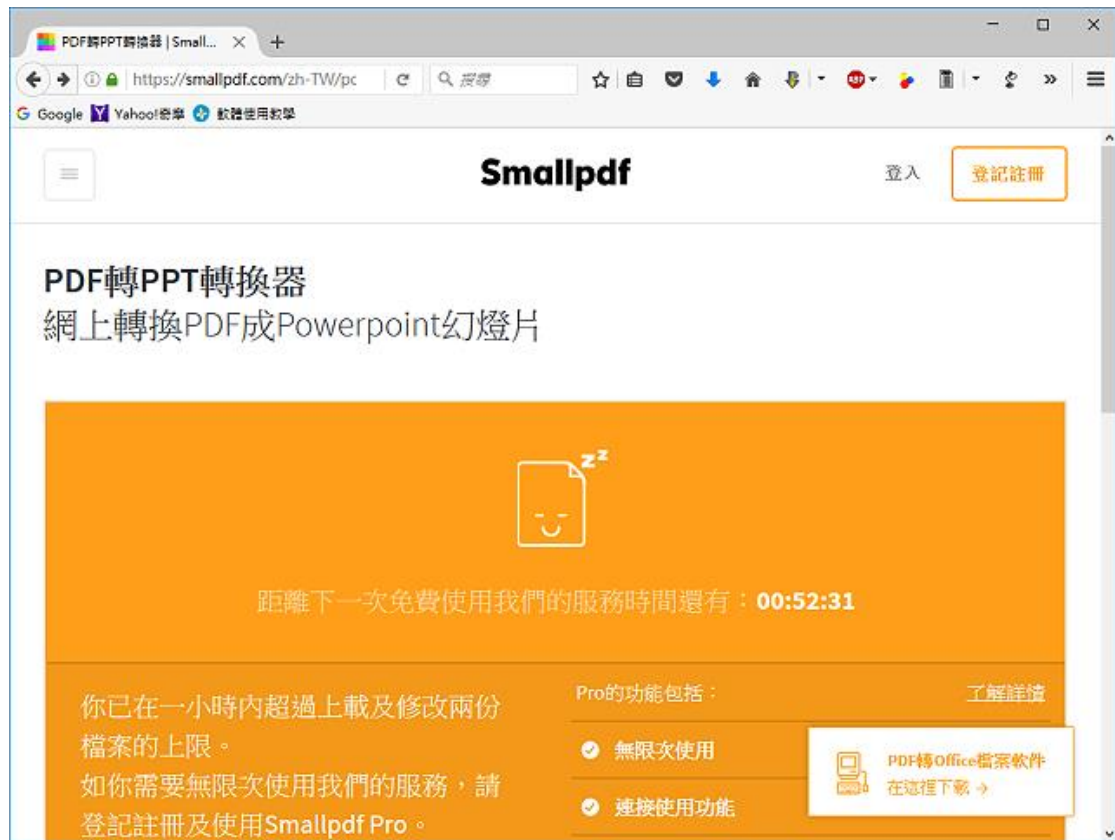 PDF轉PPT轉換器 | Small...
https://smallpdf.com/zh-TW/pc
搜尋
ABP
Google
Yahoo!奇摩
軟體使用教學
Smallpdf
登入
登記註冊
PDF轉PPT轉換器
網上轉換PDF成Powerpoint幻燈片
zz
距離下一次免費使用我們的服務時間還有：00:52:31
你已在一小時內超過上載及修改兩份
檔案的上限。
如你需要無限次使用我們的服務，請
登記註冊及使用Smallpdf Pro。
Pro的功能包括：
了解詳情
無限次使用
連接使用功能
PDF轉Office檔案軟件
在這裡下載 →